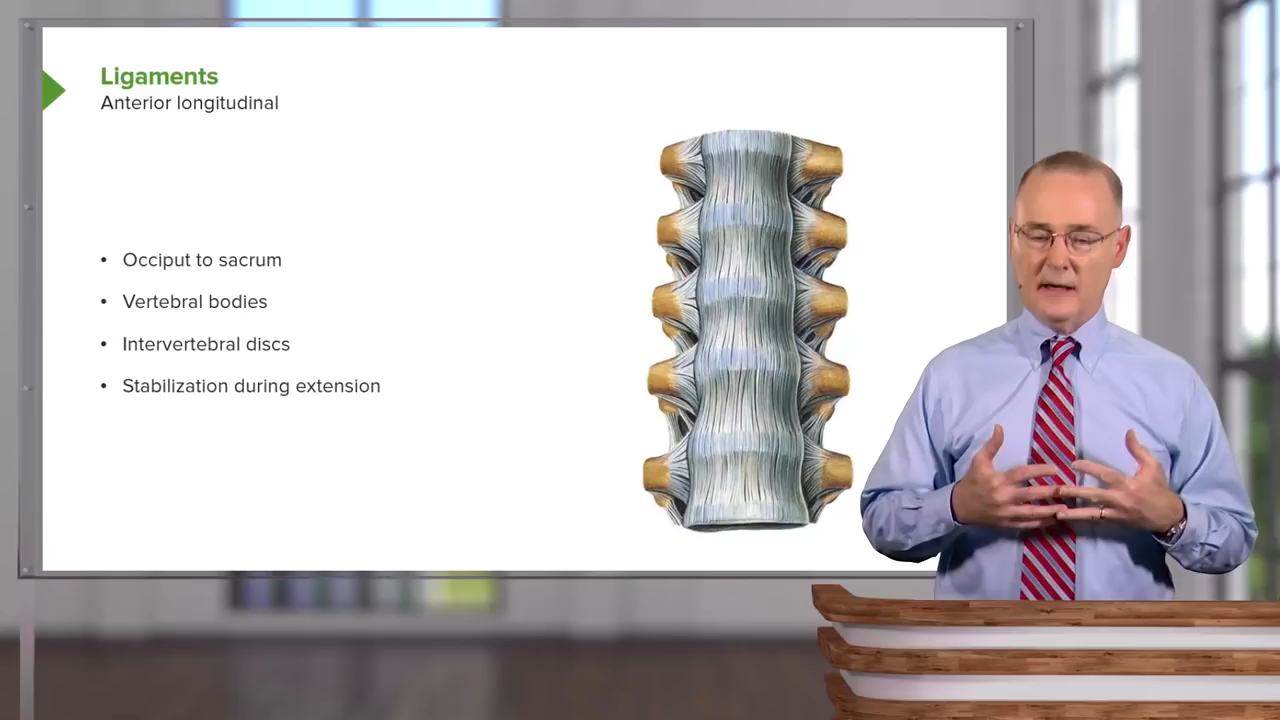 Ligaments
Anterior longitudinal
• Occiput to sacrum
• Vertebral bodies
• Intervertebral discs
• Stabilization during extension